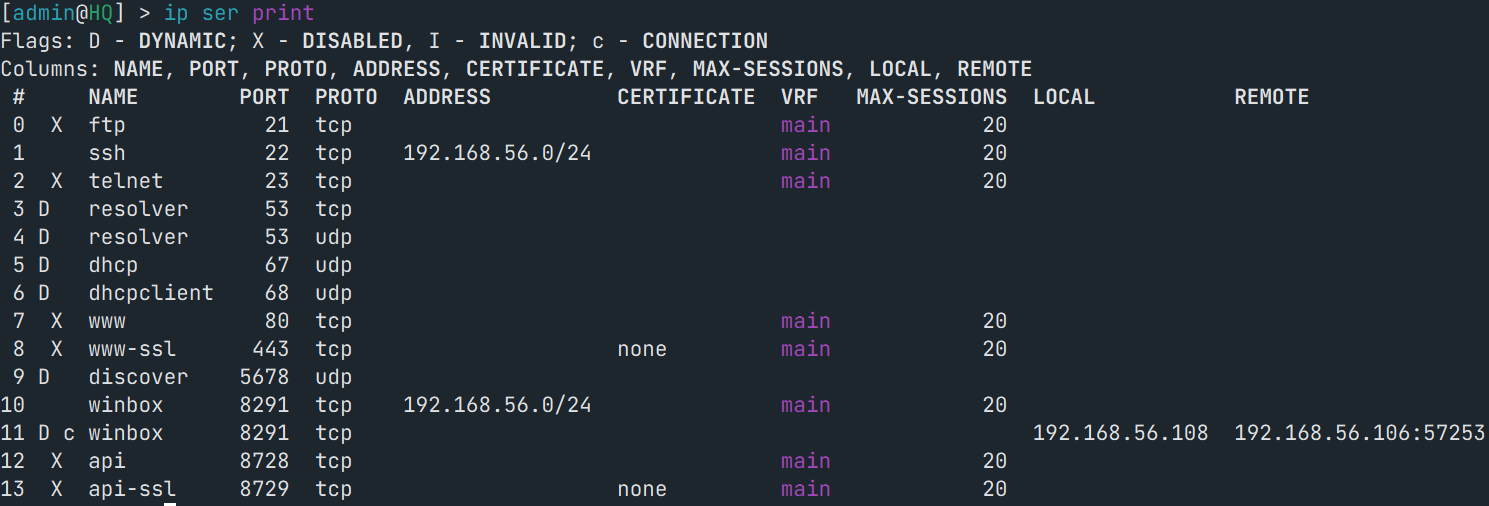 [admin@HQ] > ip ser print
Flags: D - DYNAMIC; X - DISABLED, I - INVALID; c - CONNECTION
Columns: NAME, PORT, PROTO, ADDRESS, CERTIFICATE, VRF, MAX-SESSIONS, LOCAL, REMOTE
 #     NAME        PORT  PROTO  ADDRESS          CERTIFICATE  VRF   MAX-SESSIONS  LOCAL           REMOTE
 0  X  ftp           21  tcp                                  main            20
 1     ssh           22  tcp    192.168.56.0/24               main            20
 2  X  telnet        23  tcp                                  main            20
 3 D   resolver      53  tcp
 4 D   resolver      53  udp
 5 D   dhcp          67  udp
 6 D   dhcpclient    68  udp
 7  X  www           80  tcp                                  main            20
 8  X  www-ssl      443  tcp                     none         main            20
 9 D   discover    5678  udp
10     winbox      8291  tcp    192.168.56.0/24               main            20
11 D c winbox      8291  tcp                                                      192.168.56.108  192.168.56.106:57253
12  X  api         8728  tcp                                  main            20
13  X  api-ssl     8729  tcp                     none         main            20